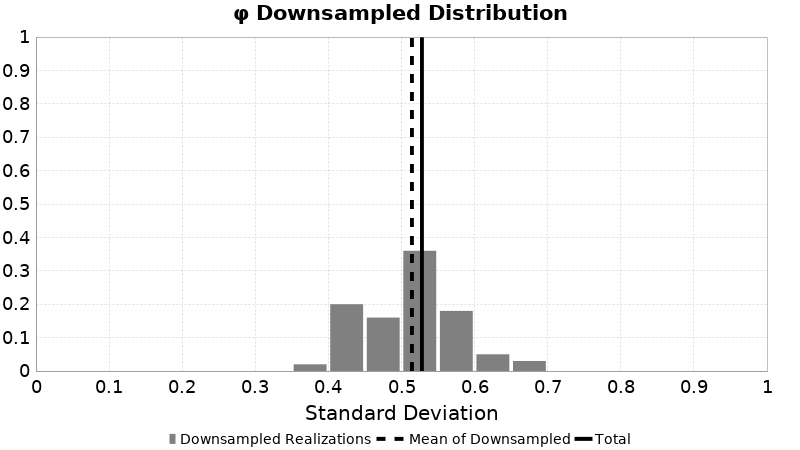 φ Downsampled Distribution
1
0.9
0.8
0.7
0.6
0.5
0.4
0.3
0.2
0.1
0
0 0.1 0.2 0.3 0.4 0.5 0.6 0.7 0.8 0.9 1
Standard Deviation
Downsampled Realizations Mean of Downsampled Total